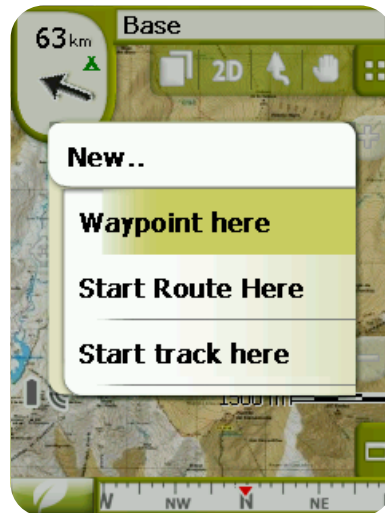 63km
Base
2D
New..
Waypoint here
Start Route Here
Start track here
W NW N NE